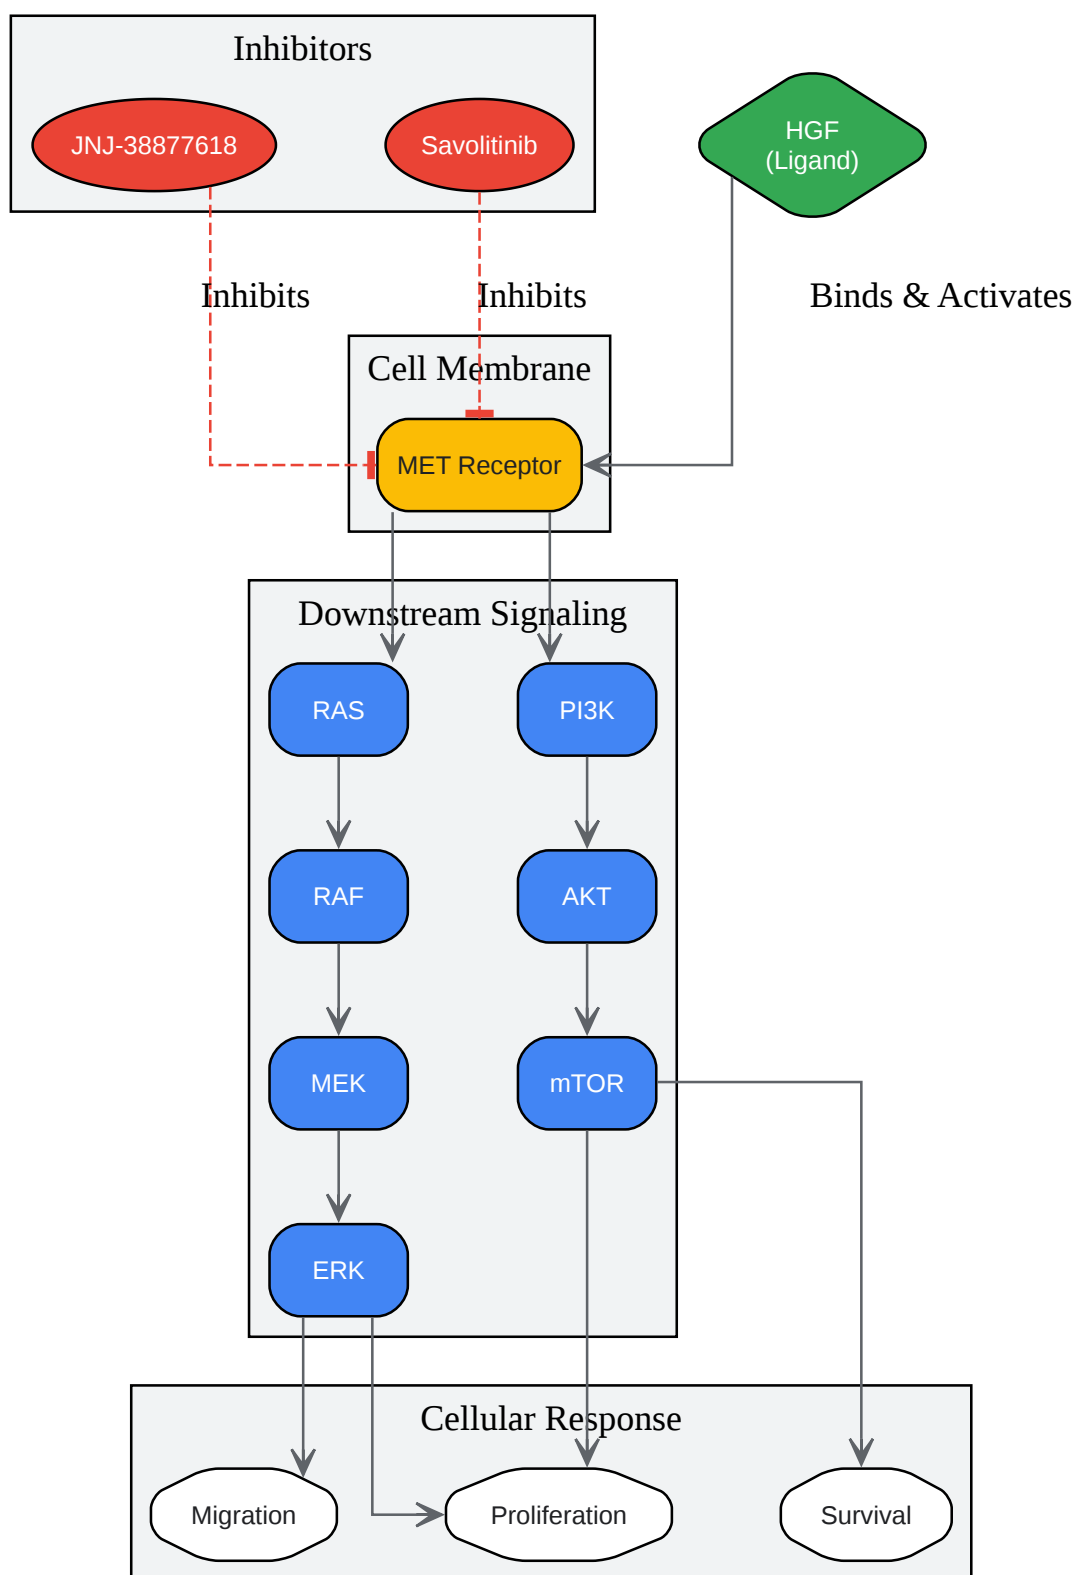 Inhibitors
JNJ-38877618
Savolitinib
HGF
(Ligand)
Inhibits
Inhibits
Binds & Activates
Cell Membrane
MET Receptor
Downstream Signaling
RAS
PI3K
RAF
AKT
MEK
mTOR
ERK
Cellular Response
Migration
Proliferation
Survival